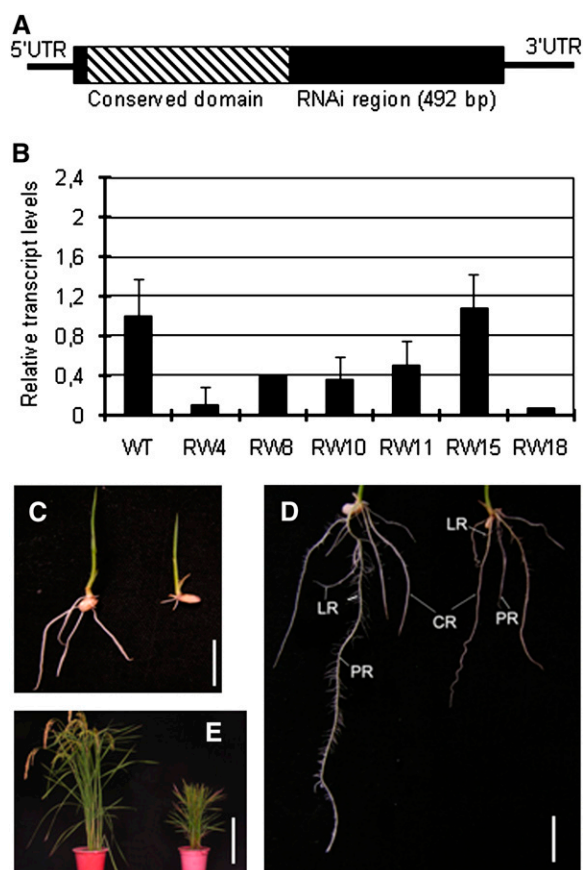 A
5'UTR
3'UTR
Conserved domain
RNAi region (492 bp)
B
Relative transcript levels
2,4
2
1,6
1,2
0,8
0,4
0
WT
RW4
RW8
RW10
RW11
RW15
RW18
C
D
LR
LR
CR
PR
PR
E